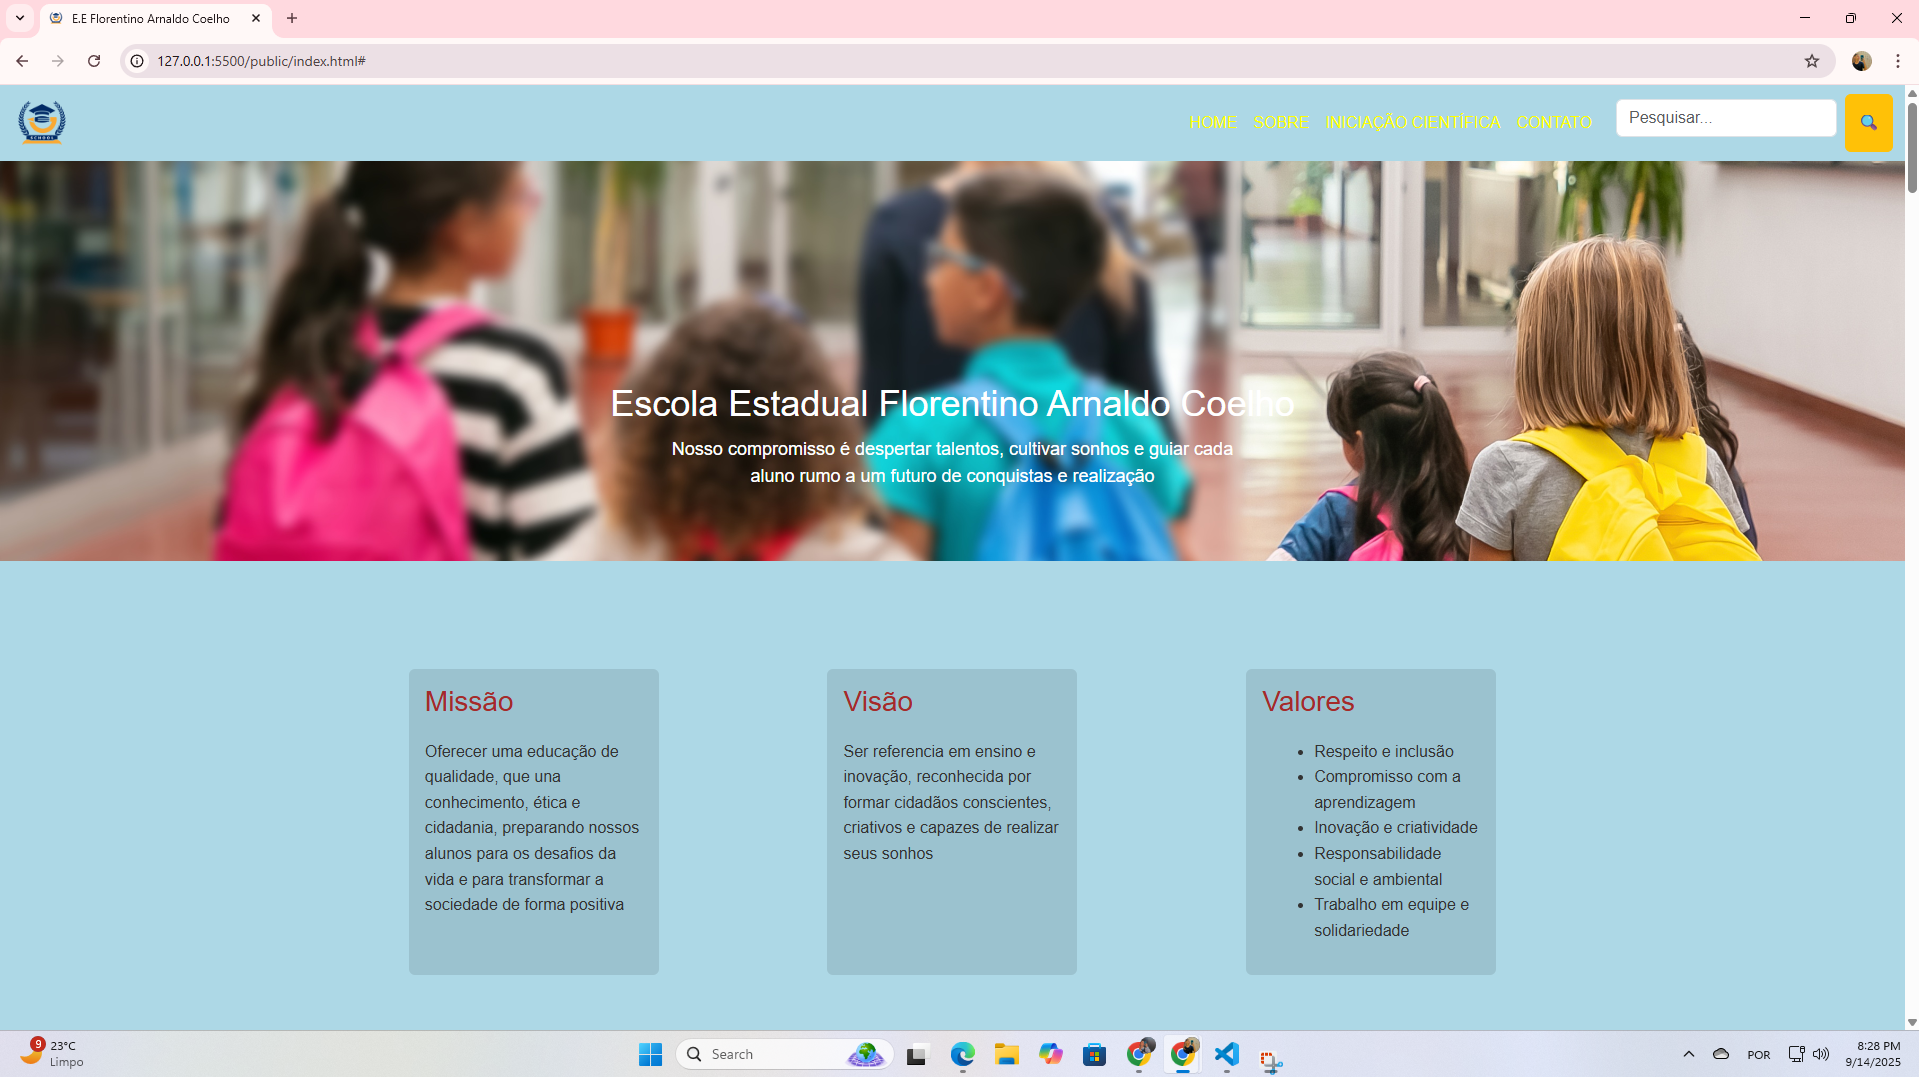 E.E Florentino Arnaldo Coelho
127.0.0.1:5500/public/index.html#
SCHOOL
HOME SOBRE INICIAÇÃO CIENTÍFICA CONTATO Pesquisar...
Escola Estadual Florentino Arnaldo Coelho
Nosso compromisso é despertar talentos, cultivar sonhos e guiar cada
aluno rumo a um futuro de conquistas e realização
Missão
Oferecer uma educação de
qualidade, que una
conhecimento, ética e
cidadania, preparando nossos
alunos para os desafios da
vida e para transformar a
sociedade de forma positiva
Visão
Ser referencia em ensino e
inovação, reconhecida por
formar cidadãos conscientes,
criativos e capazes de realizar
seus sonhos
Valores
Respeito e inclusão
Compromisso com a
aprendizagem
Inovação e criatividade
Responsabilidade
social e ambiental
Trabalho em equipe e
solidariedade
9
23°C
Limpo
Search
POR
8:28 PM
9/14/2025